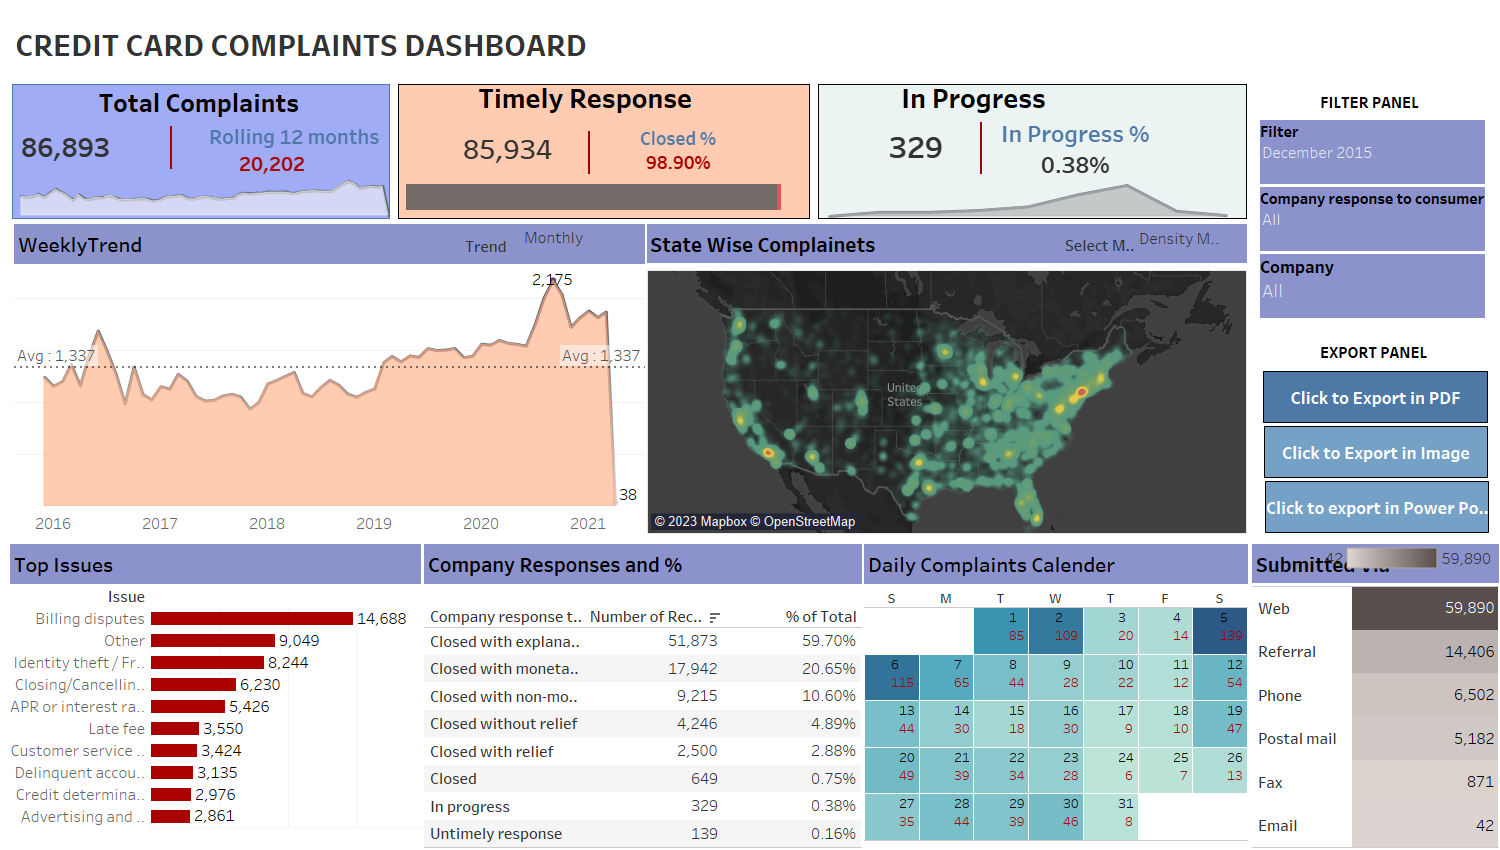 CREDIT CARD COMPLAINTS DASHBOARD
Total Complaints
86,893
Rolling 12 months
20,202
Timely Response
85,934
Closed %
98.90%
In Progress
329
In Progress %
0.38%
FILTER PANEL
Filter
December 2015
Company response to consumer
All
Company
All
EXPORT PANEL
Click to Export in PDF
Click to Export in Image
Click to export in Power Po..
WeeklyTrend
Trend
Monthly
2,175
Avg : 1,337
Avg : 1,337
38
2016 2017 2018 2019 2020 2021
State Wise Complainets
Select M..
Density M..
United
States
© 2023 Mapbox © OpenStreetMap
Top Issues
Issue
Billing disputes 14,688
Other 9,049
Identity theft / Fr.. 8,244
Closing/Cancellin.. 6,230
APR or interest ra.. 5,426
Late fee 3,550
Customer service .. 3,424
Delinquent accou.. 3,135
Credit determina.. 2,976
Advertising and .. 2,861
Company Responses and %
Company response t.. Number of Rec.. % of Total
Closed with explana.. 51,873 59.70%
Closed with moneta.. 17,942 20.65%
Closed with non-mo.. 9,215 10.60%
Closed without relief 4,246 4.89%
Closed with relief 2,500 2.88%
Closed 649 0.75%
In progress 329 0.38%
Untimely response 139 0.16%
Daily Complaints Calender
S M T W T F S
1 2 3 4 5
85 109 20 14 139
6 7 8 9 10 11 12
115 65 44 28 22 12 54
13 14 15 16 17 18 19
44 30 18 30 9 10 47
20 21 22 23 24 25 26
49 39 34 28 6 7 13
27 28 29 30 31
35 44 39 46 8
Submitted Via
42 59,890
Web 59,890
Referral 14,406
Phone 6,502
Postal mail 5,182
Fax 871
Email 42